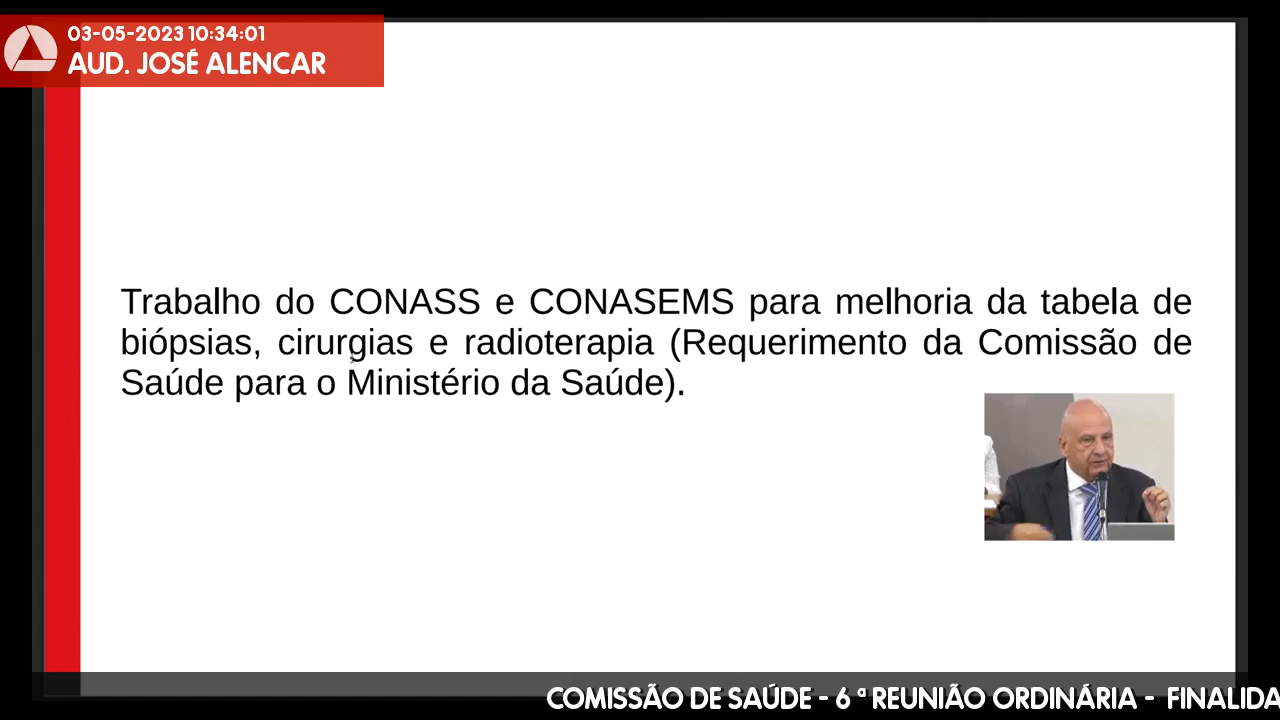 03-05-2023 10:34:01
AUD. JOSÉ ALENCAR
Trabalho do CONASS e CONASEMS para melhoria da tabela de
biópsias, cirurgias e radioterapia (Requerimento da Comissão de
Saúde para o Ministério da Saúde).
COMISSÃO DE SAÚDE - 6 ª REUNIÃO ORDINÁRIA - FINALIDA